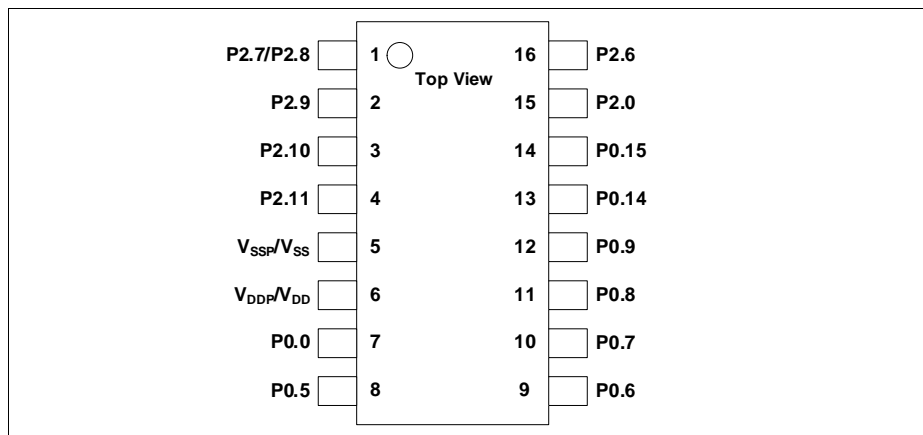 P2.7/P2.8 1 16 P2.6
Top View
P2.9 2 15 P2.0
P2.10 3 14 P0.15
P2.11 4 13 P0.14
VSSP/VSS 5 12 P0.9
VDDP/VDD 6 11 P0.8
P0.0 7 10 P0.7
P0.5 8 9 P0.6